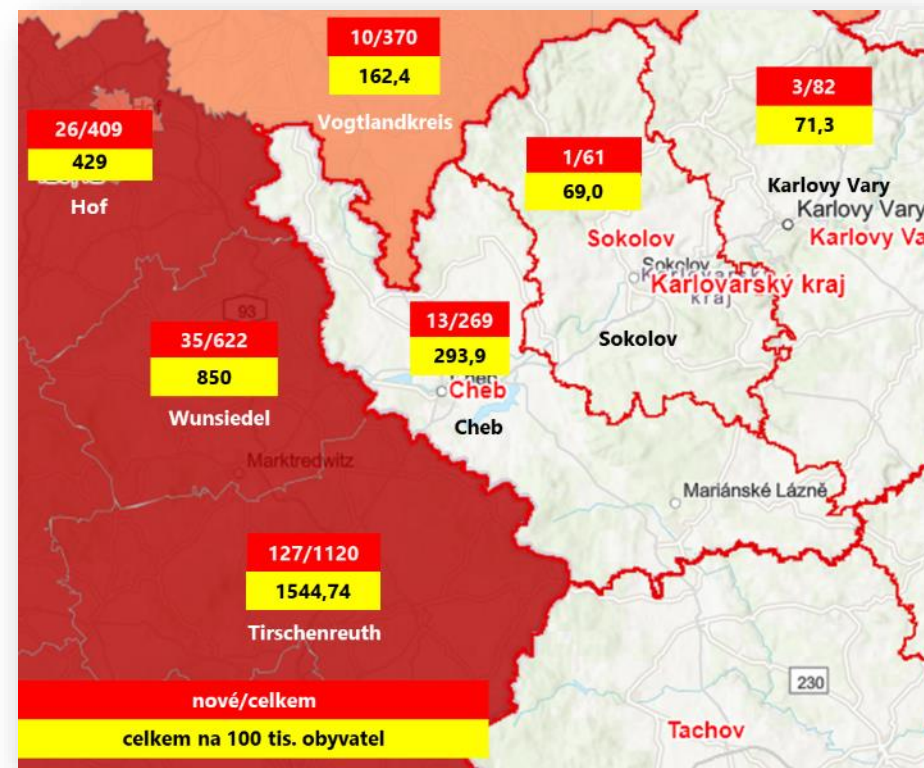 10/370
162,4
Vogtlandkreis
26/409
429
Hof
3/82
71,3
Karlovy Vary
Karlovy Vary
Karlovy Va
1/61
69,0
Sokolov
Sokolov
Karlovarský kraj
kraj
Sokolov
93
35/622
850
Wunsiedel
Marktredwitz
13/269
293,9
Cheb
Cheb
Mariánské Lázně
127/1120
1544,74
Tirschenreuth
230
Tachov
nové/celkem
celkem na 100 tis. obyvatel